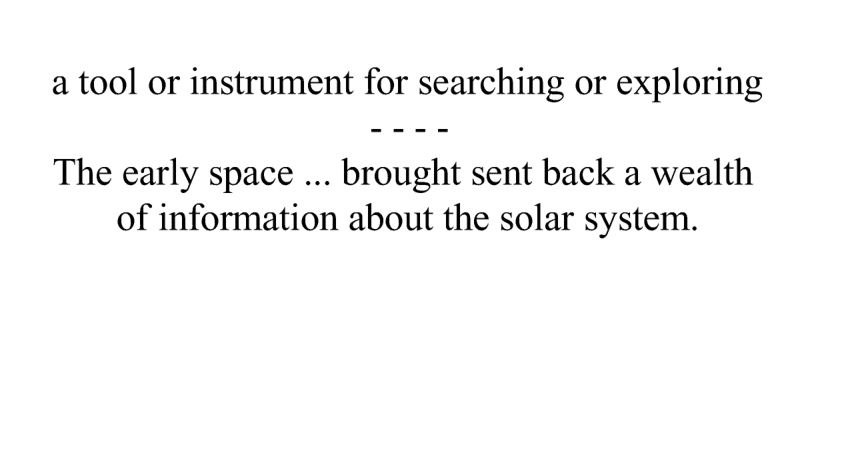 a tool or instrument for searching or exploring
- - - -
The early space ... brought sent back a wealth
of information about the solar system.